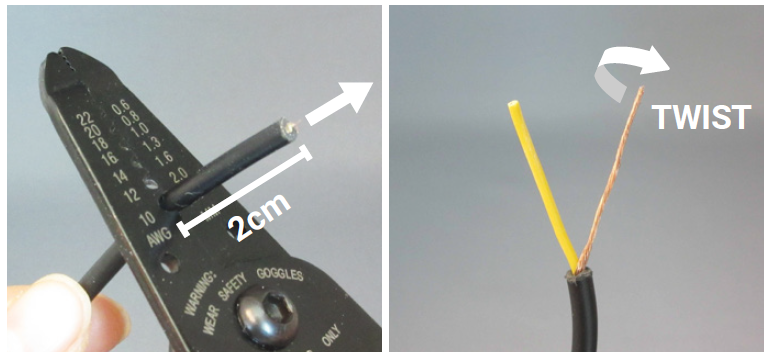 22 0.6
20 0.8
18 1.0
16 1.3
14 1.6
12 2.0
10
AWG
2cm
WARNING:
WEAR SAFETY GOGGLES
ONLY
TWIST